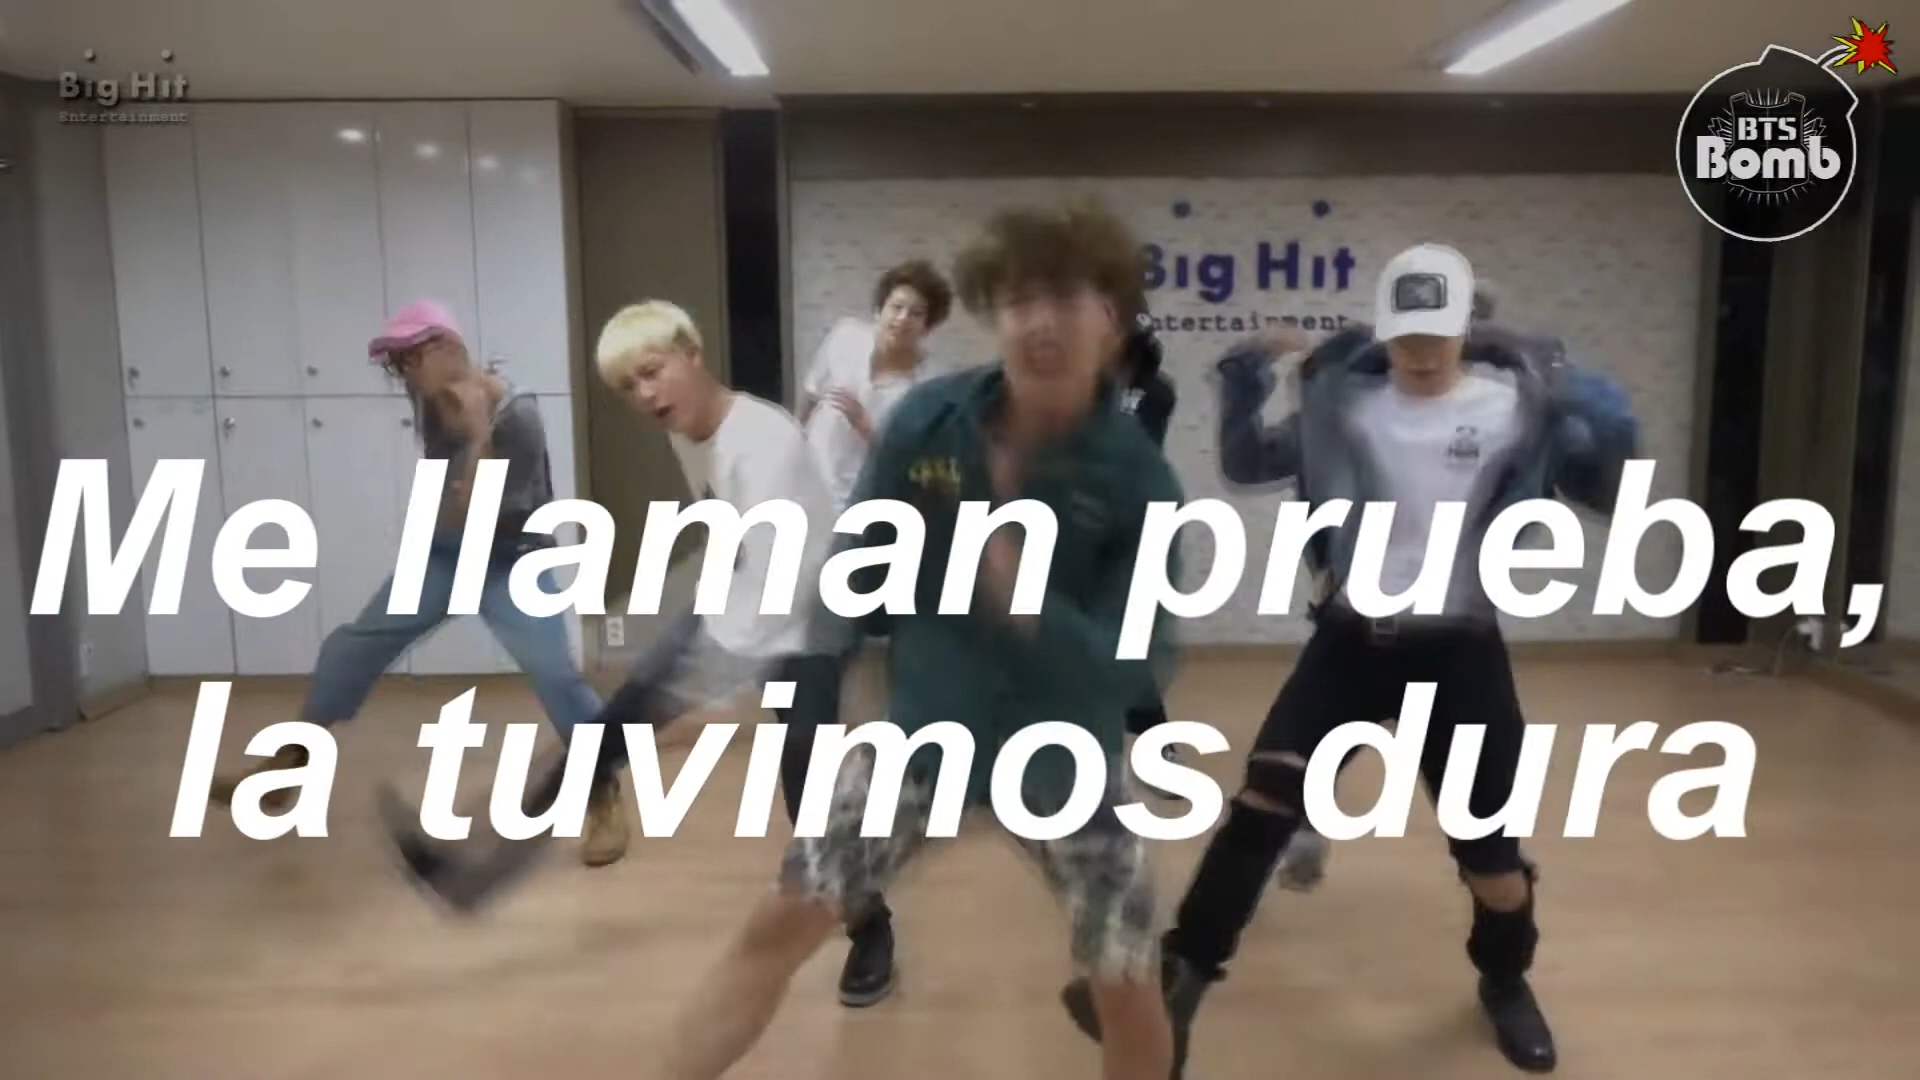 Big Hit
Entertainment
BTS
Bomb
Big Hit
Entertainment
Me llaman prueba,
la tuvimos dura